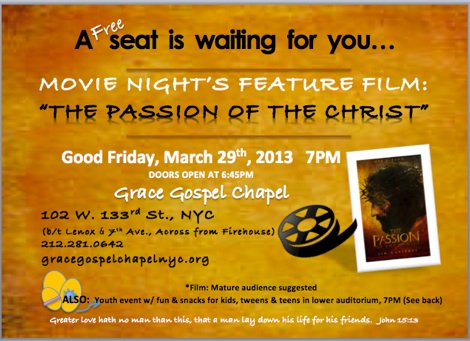 A Free seat is waiting for you...
MOVIE NIGHT'S FEATURE FILM:
"THE PASSION OF THE CHRIST"
Good Friday, March 29th, 2013 7PM
DOORS OPEN AT 6:45PM
Grace Gospel Chapel
102 W. 133rd St., NYC
(b/t Lenox & 7th Ave., Across from Firehouse)
212.281.0642
gracegospelchapelnyc.org
THE
PASSION
*Film: Mature audience suggested
ALSO: Youth event w/ fun & snacks for kids, tweens & teens in lower auditorium, 7PM (See back)
Greater love hath no man than this, that a man lay down his life for his friends. John 15:13